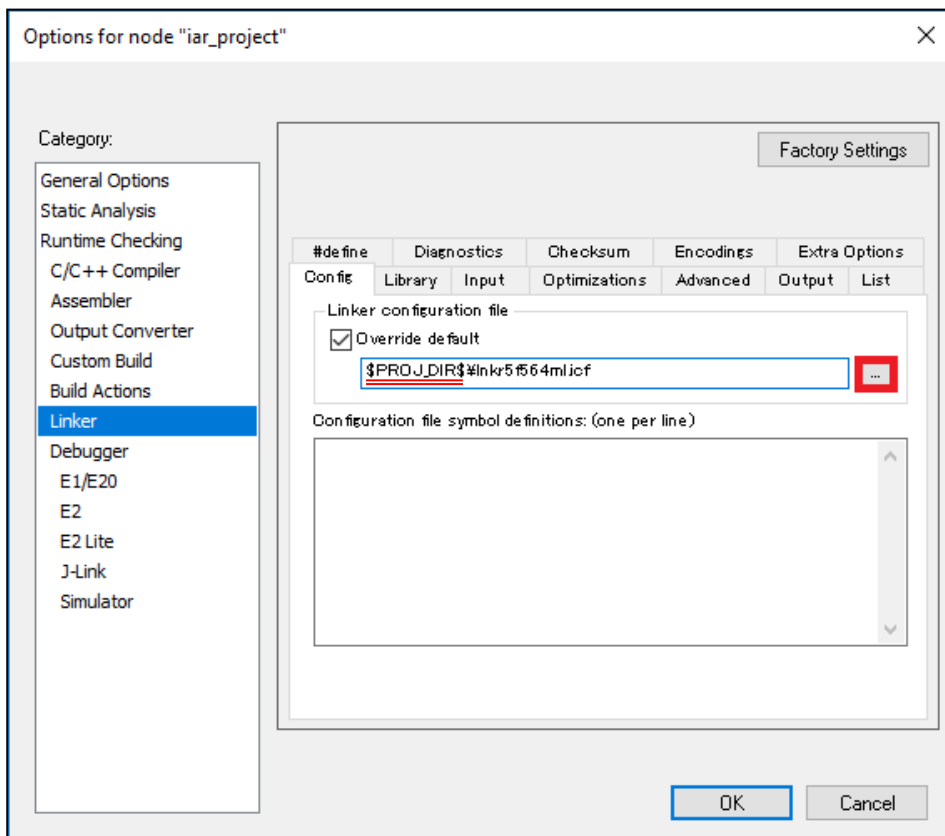 Options for node "iar_project"
Category:
General Options
Static Analysis
Runtime Checking
C/C++ Compiler
Assembler
Output Converter
Custom Build
Build Actions
Linker
Debugger
E1/E20
E2
E2 Lite
J-Link
Simulator
Factory Settings
#define Diagnostics Checksum Encodings Extra Options
Config Library Input Optimizations Advanced Output List
Linker configuration file
Override default
$PROJ_DIR$¥lnkr5f564ml.icf
...
Configuration file symbol definitions: (one per line)
OK Cancel